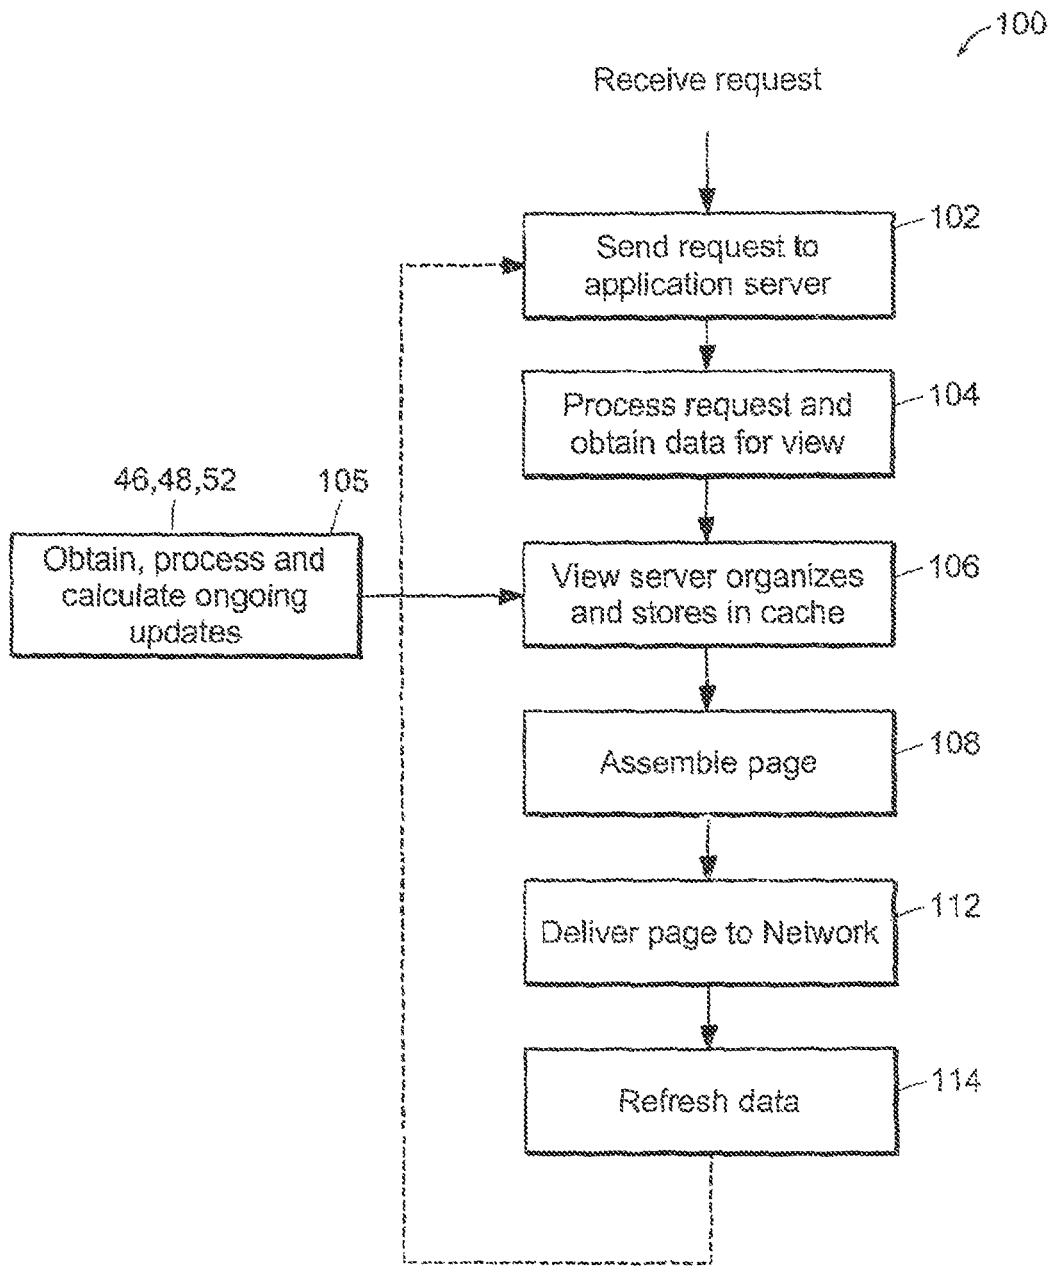 100
Receive request
102
Send request to
application server
104
Process request and
obtain data for view
46,48,52
105
Obtain, process and
calculate ongoing
updates
106
View server organizes
and stores in cache
108
Assemble page
112
Deliver page to Network
114
Refresh data